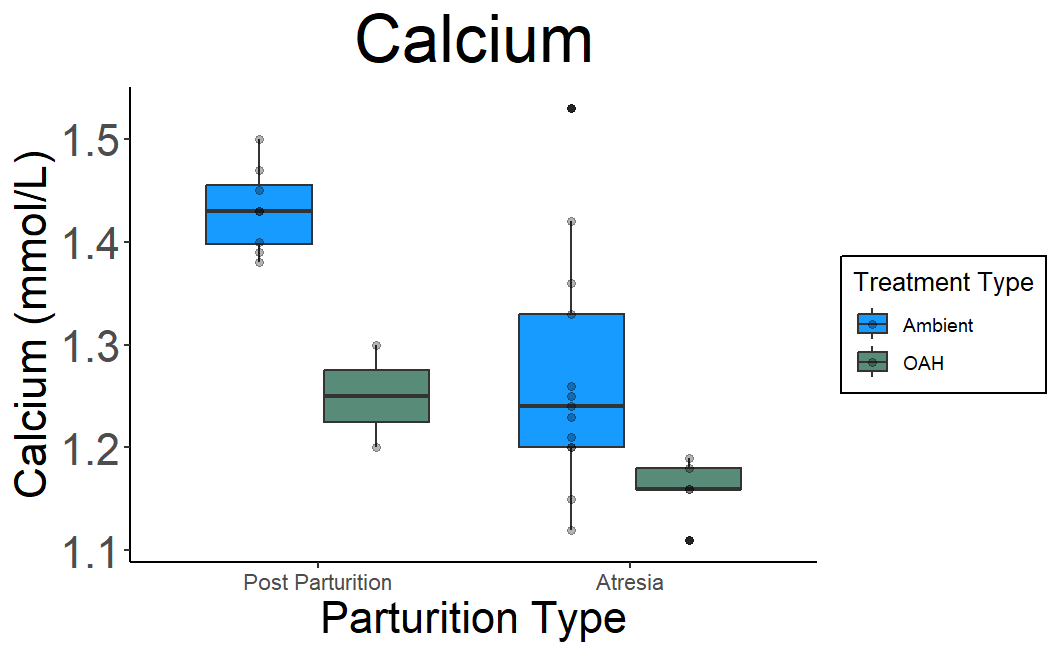 Calcium
Calcium (mmol/L)
1.5
1.4
1.3
1.2
1.1
Post Parturition
Atresia
Parturition Type
Treatment Type
Ambient
OAH